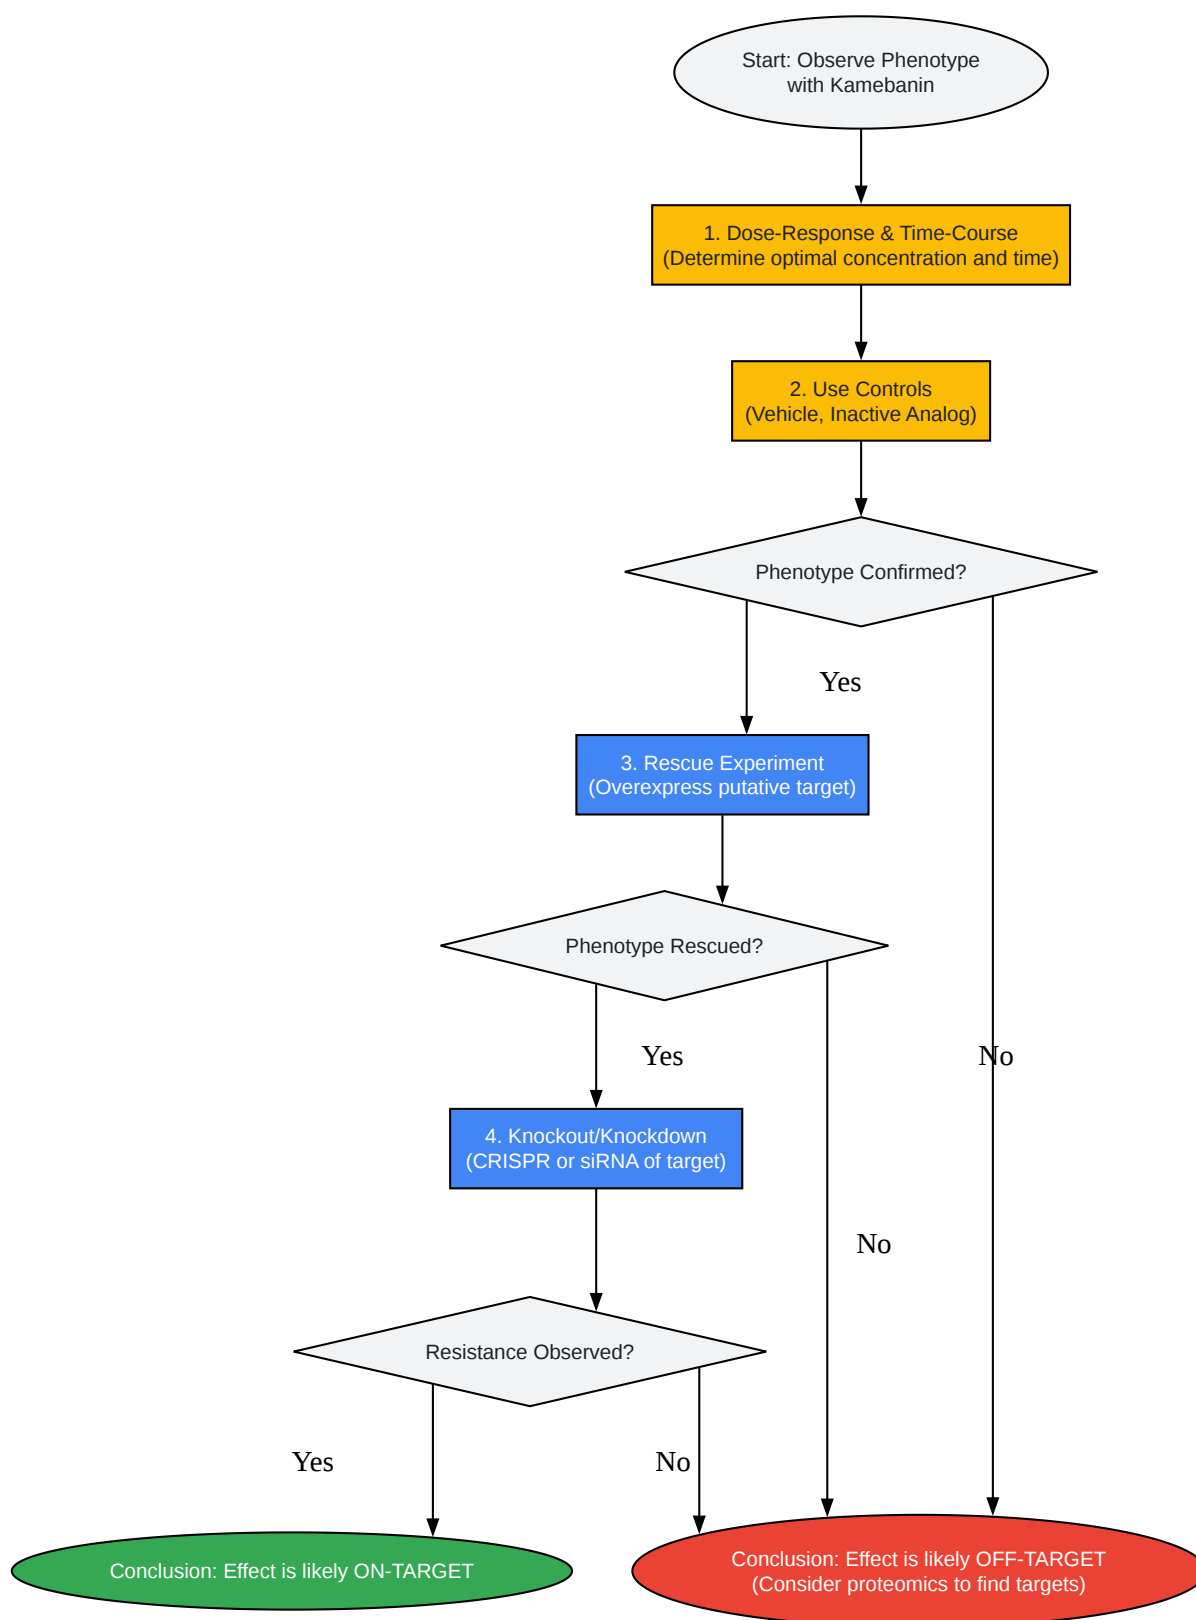 Start: Observe Phenotype
with Kamebanin
1. Dose-Response & Time-Course
(Determine optimal concentration and time)
2. Use Controls
(Vehicle, Inactive Analog)
Phenotype Confirmed?
Yes
3. Rescue Experiment
(Overexpress putative target)
Phenotype Rescued?
Yes
No
4. Knockout/Knockdown
(CRISPR or siRNA of target)
No
Resistance Observed?
Yes
No
Conclusion: Effect is likely ON-TARGET
Conclusion: Effect is likely OFF-TARGET
(Consider proteomics to find targets)